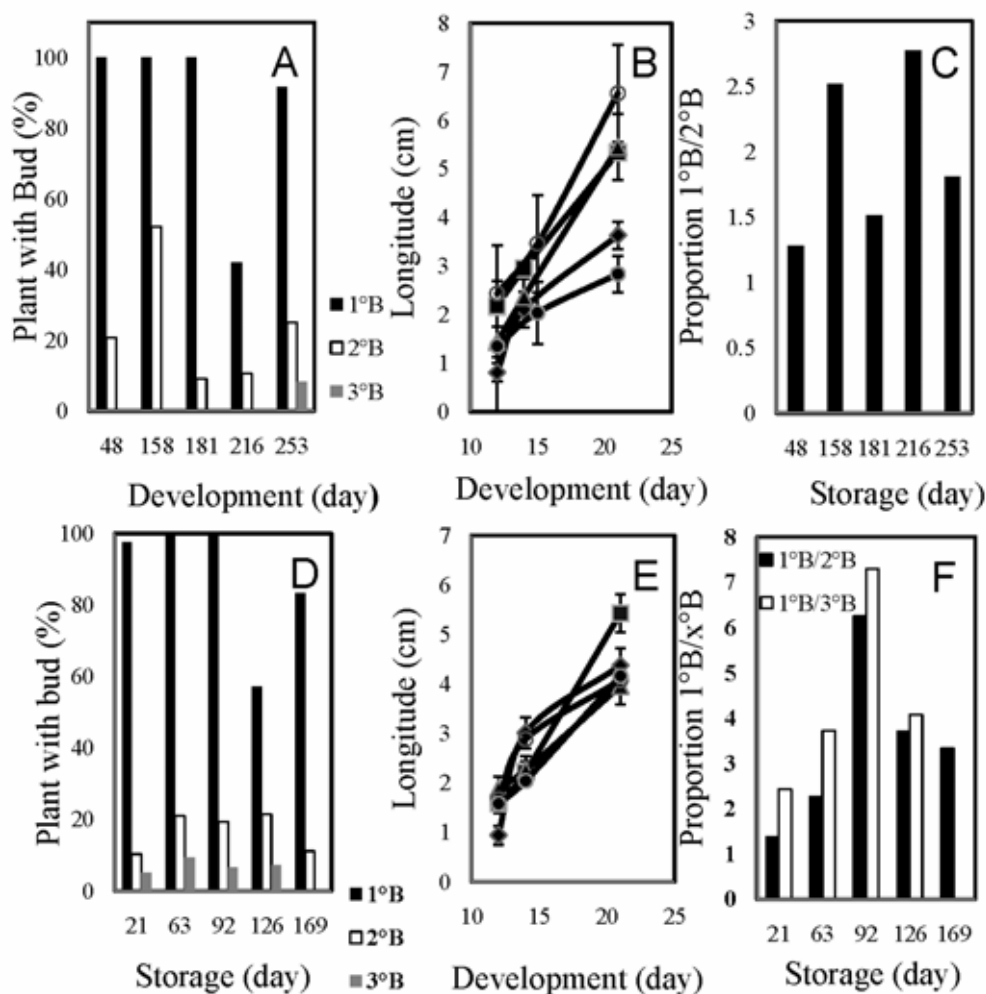 A
Plant with Bud (%)
100
80
60
40
20
0
48 158 181 216 253
Development (day)
1°B
2°B
3°B
B
Longitude (cm)
8
7
6
5
4
3
2
1
0
10 15 20 25
Development (day)
C
Proportion 1°B/2°B
3
2.5
2
1.5
1
0.5
0
48 158 181 216 253
Storage (day)
D
Plant with bud (%)
100
80
60
40
20
0
21 63 92 126 169
Storage (day)
1°B
2°B
3°B
E
Longitude (cm)
7
6
5
4
3
2
1
0
10 15 20 25
Development (day)
F
Proportion 1°B/x°B
1°B/2°B
1°B/3°B
8
7
6
5
4
3
2
1
0
21 63 92 126 169
Storage (day)